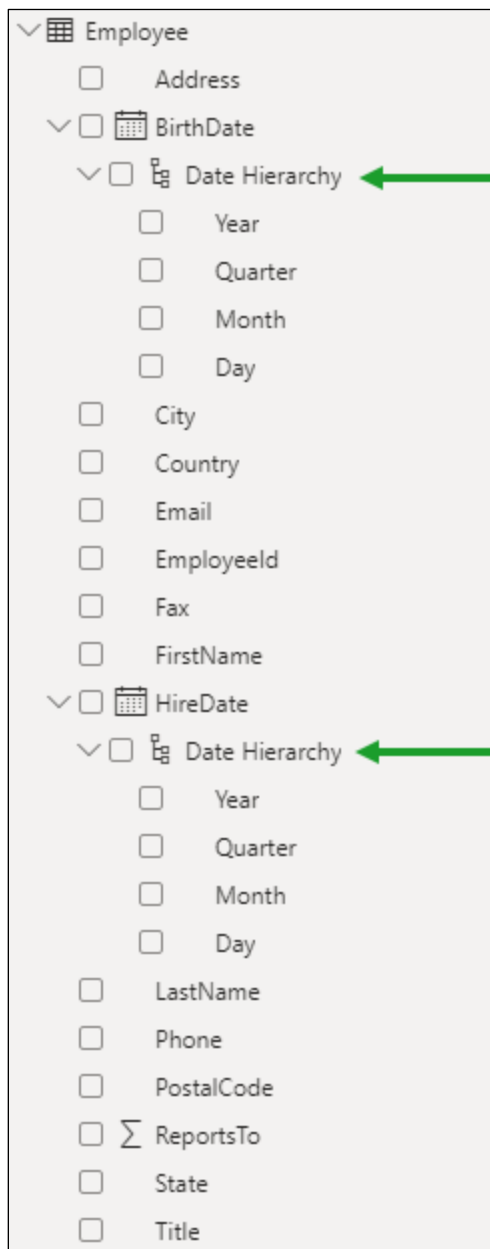 Employee
Address
BirthDate
Date Hierarchy
Year
Quarter
Month
Day
City
Country
Email
EmployeeId
Fax
FirstName
HireDate
Date Hierarchy
Year
Quarter
Month
Day
LastName
Phone
PostalCode
ReportsTo
State
Title